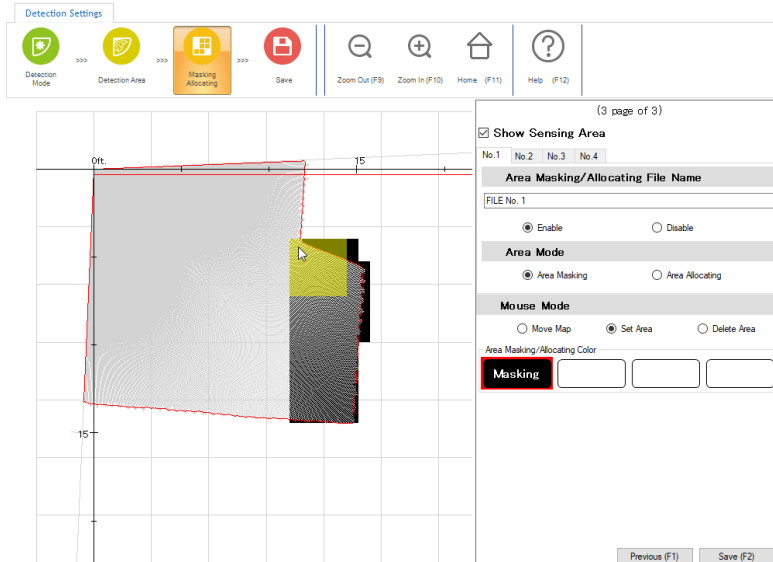 Detection Settings
Detection Mode
>>>
Detection Area
>>>
Masking Allocating
>>>
Save
Zoom Out (F9)
Zoom In (F10)
Home (F11)
Help (F12)
0ft.
15
15
(3 page of 3)
Show Sensing Area
No.1 No.2 No.3 No.4
Area Masking/Allocating File Name
FILE No. 1
Enable Disable
Area Mode
Area Masking Area Allocating
Mouse Mode
Move Map Set Area Delete Area
Area Masking/Allocating Color
Masking
Previous (F1) Save (F2)